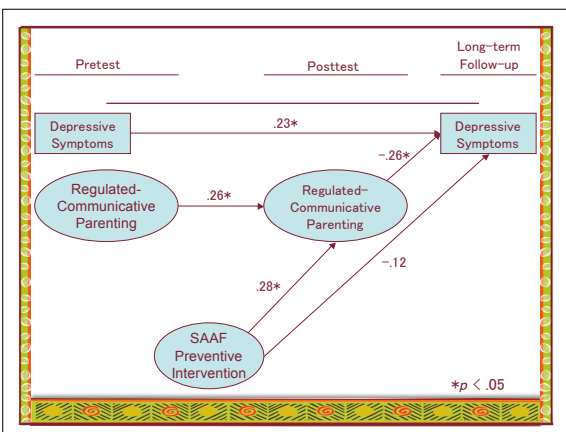 Pretest
Posttest
Long-term
Follow-up
Depressive
Symptoms
.23*
Depressive
Symptoms
-.26*
Regulated-
Communicative
Parenting
.26*
Regulated-
Communicative
Parenting
-.12
.28*
SAAF
Preventive
Intervention
*p < .05